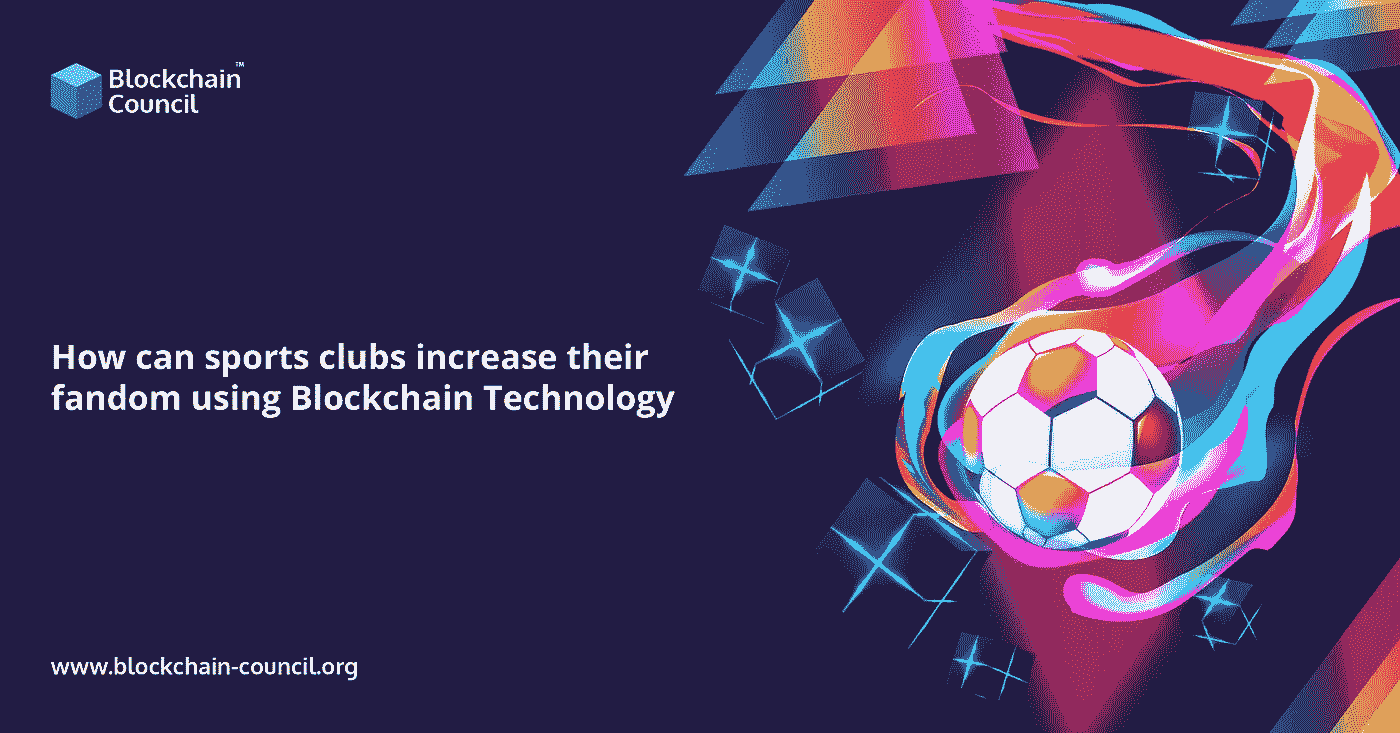 Blockchain™
Council
How can sports clubs increase their
fandom using Blockchain Technology
www.blockchain-council.org